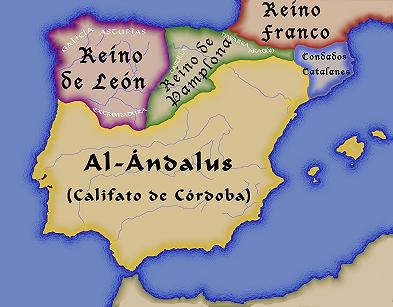 Reino
Franco
GALICIA ASTURIAS
Reino
de León
Reino de
Pamplona
NAVARRA
ARAGÓN
Condados
Catalanes
EXTREMADURA
Al-Ándalus
(Califato de Córdoba)